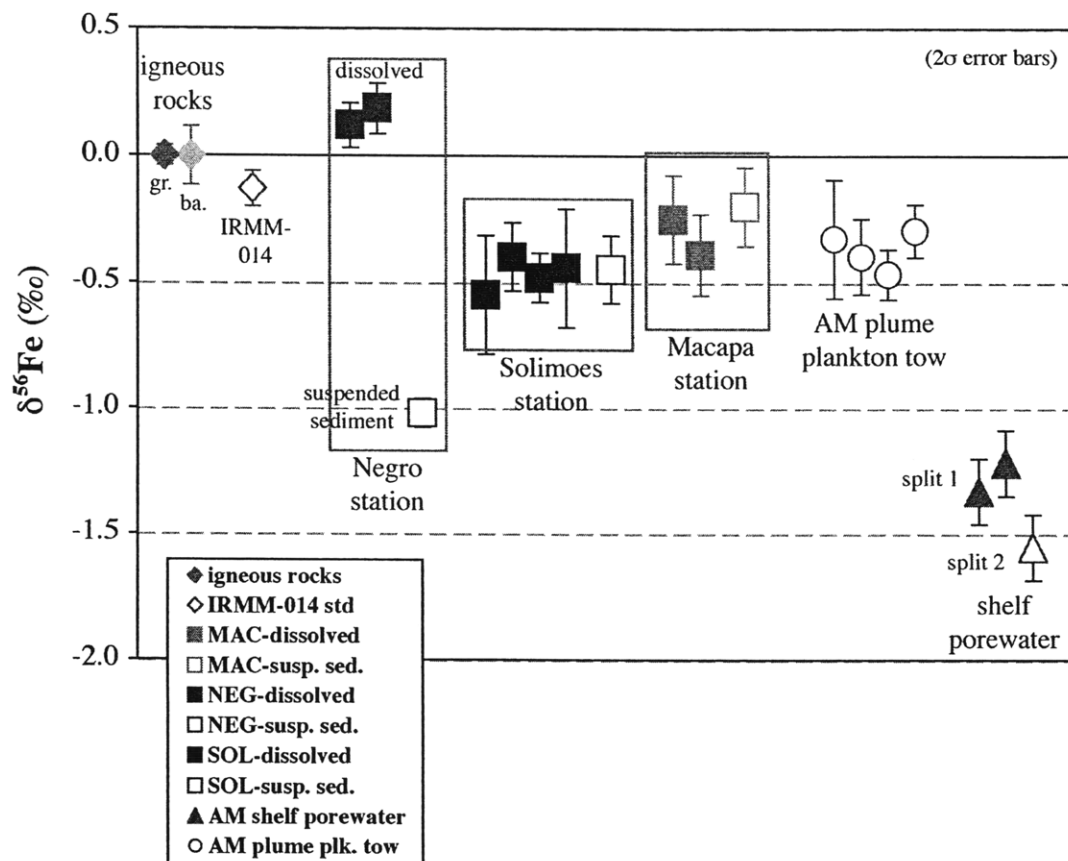 0.5
0.0
-0.5
-1.0
-1.5
-2.0
δ⁵⁶Fe (‰)
(2σ error bars)
igneous
rocks
gr.
ba.
IRMM-
014
dissolved
suspended
sediment
Negro
station
Solimoes
station
Macapa
station
AM plume
plankton tow
split 1
split 2
shelf
porewater
igneous rocks
IRMM-014 std
MAC-dissolved
MAC-susp. sed.
NEG-dissolved
NEG-susp. sed.
SOL-dissolved
SOL-susp. sed.
AM shelf porewater
AM plume plk. tow